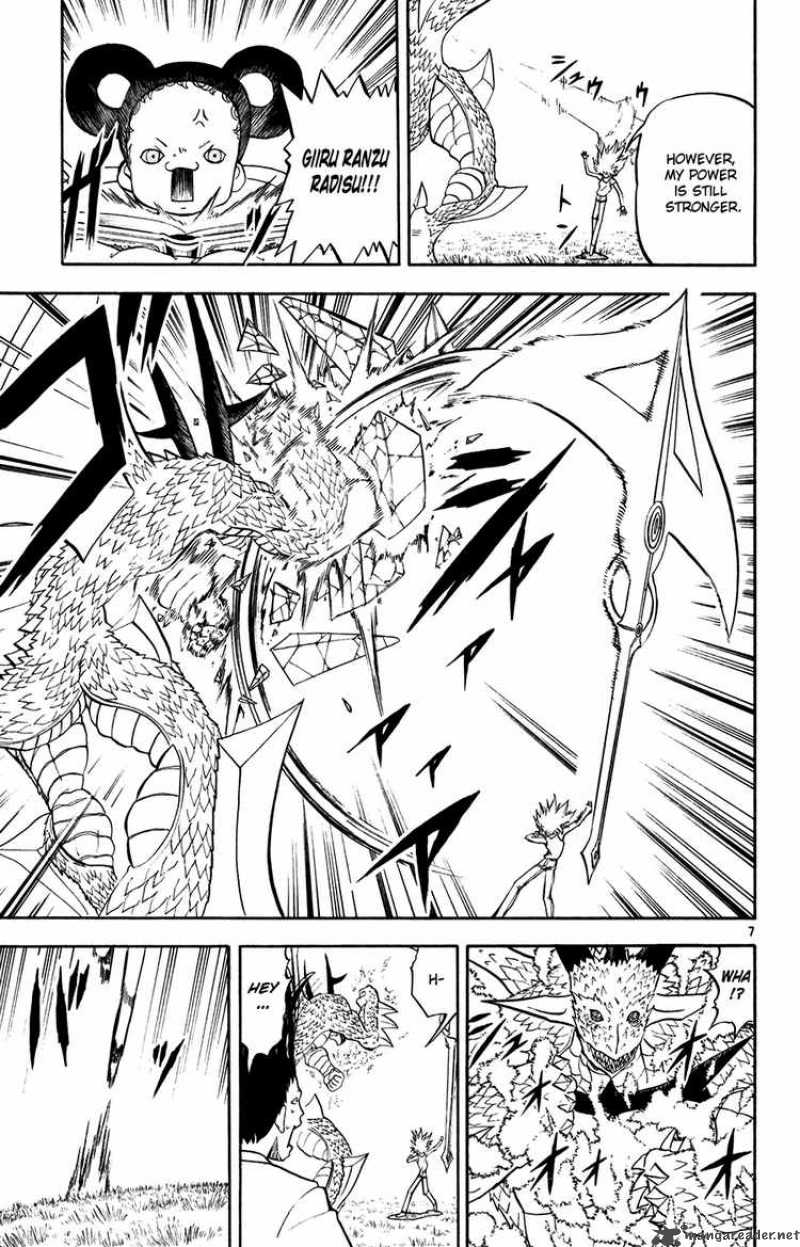 HOWEVER,
MY POWER
IS STILL
STRONGER.
GIIRU RANZU
RADISU!!!
7
WHA
!?
H-
HEY
...
mangareader.net